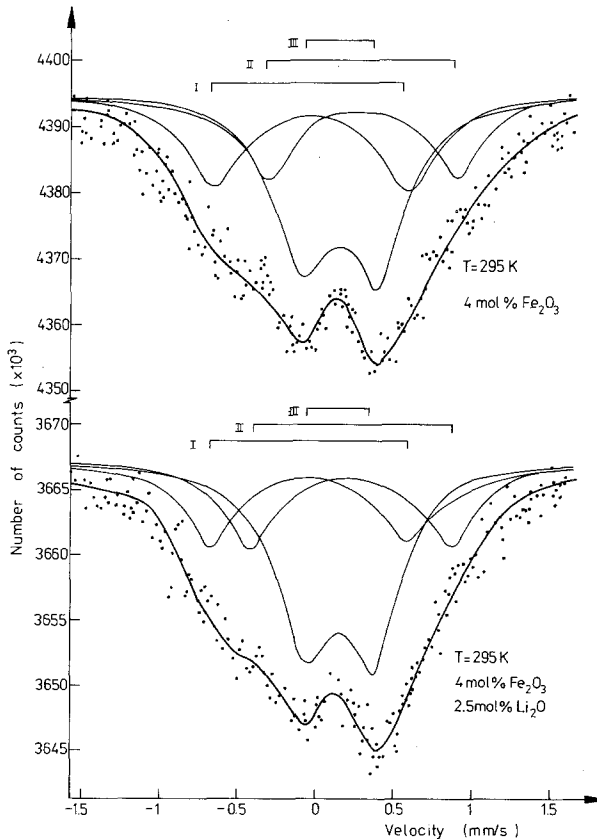 III
II
I
4400
4390
4380
4370
4360
4350
T=295 K
4 mol % Fe₂O₃
III
II
I
3670
3665
3660
3655
3650
3645
T=295 K
4 mol% Fe₂O₃
2.5mol% Li₂O
Number of counts (x10³)
-1.5 -1 -0.5 0 0.5 1 1.5
Velocity (mm/s)